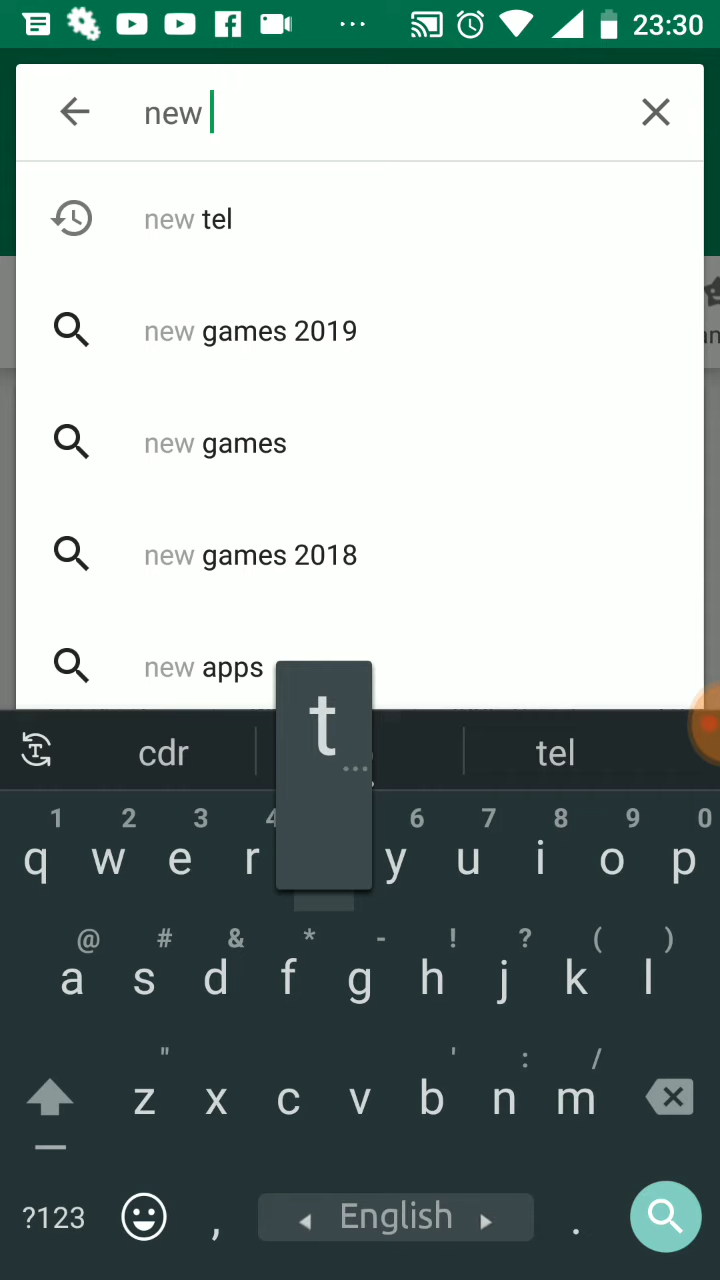 23:30
new
new tel
new games 2019
new games
new games 2018
new apps
cdr
tel
t
1 2 3 4 6 7 8 9 0
q w e r y u i o p
@ # & * - ! ? ( )
a s d f g h j k l
" ' : /
z x c v b n m
?123 , English .